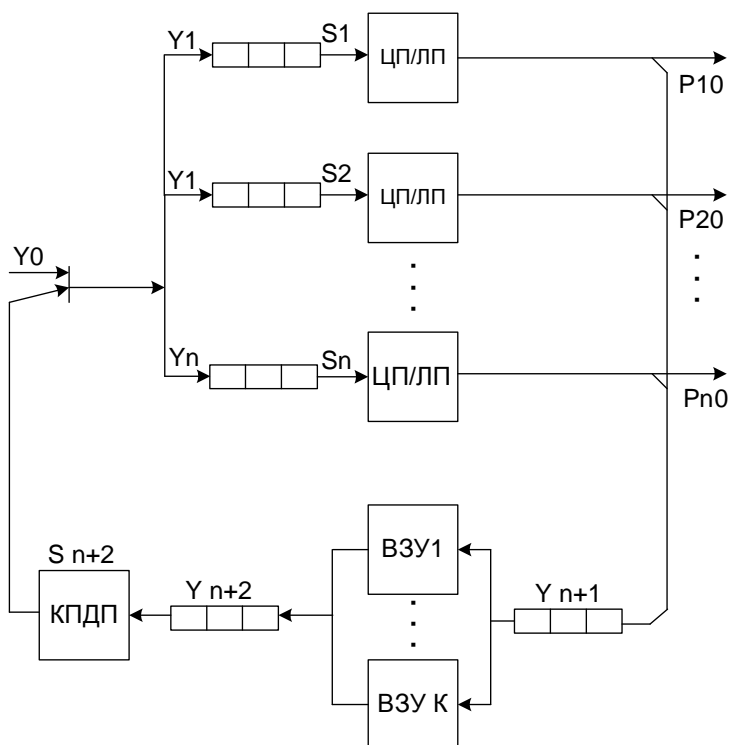 Y1
S1
ЦП/ЛП
P10
Y1
S2
ЦП/ЛП
P20
Y0
Yn
Sn
ЦП/ЛП
Pn0
ВЗУ1
S n+2
Y n+2
Y n+1
КПДП
ВЗУ К